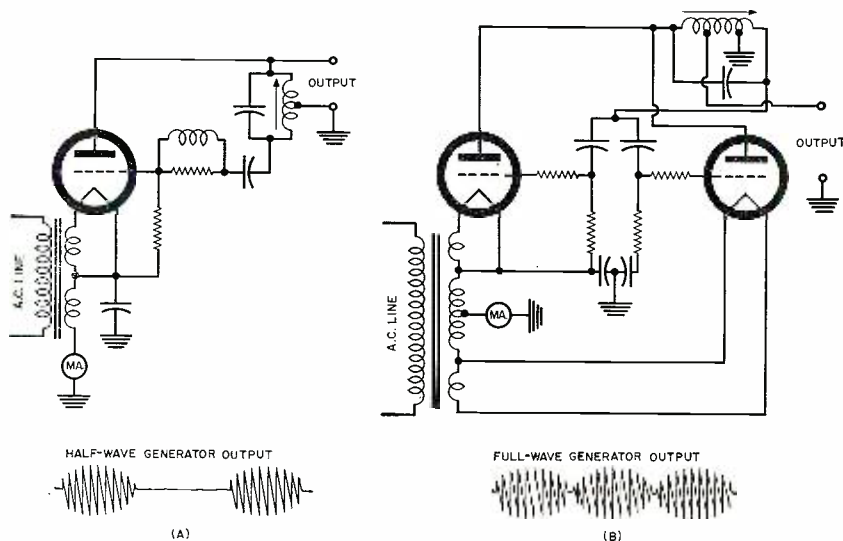 OUTPUT
A.C. LINE
MA.
HALF-WAVE GENERATOR OUTPUT
(A)
OUTPUT
A.C. LINE
MA.
FULL-WAVE GENERATOR OUTPUT
(B)